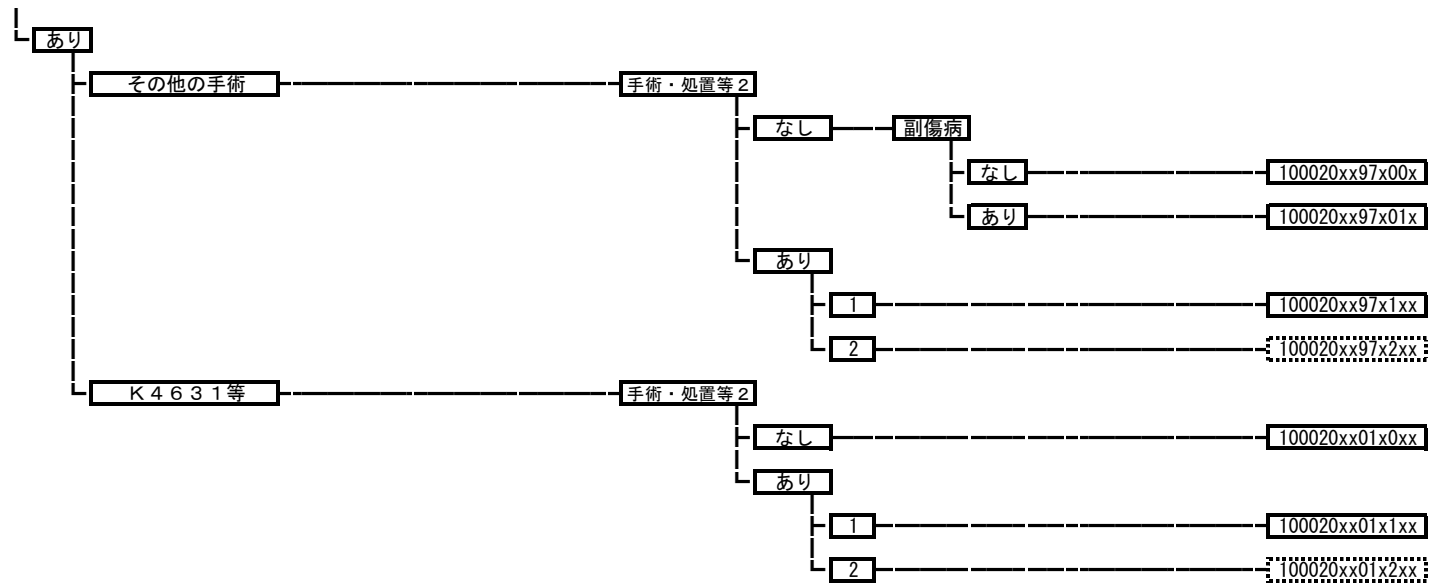 あり
その他の手術 手術・処置等2
なし 副傷病
なし 100020xx97x00x
あり 100020xx97x01x
あり
1 100020xx97x1xx
2 100020xx97x2xx
K4631等 手術・処置等2
なし 100020xx01x0xx
あり
1 100020xx01x1xx
2 100020xx01x2xx